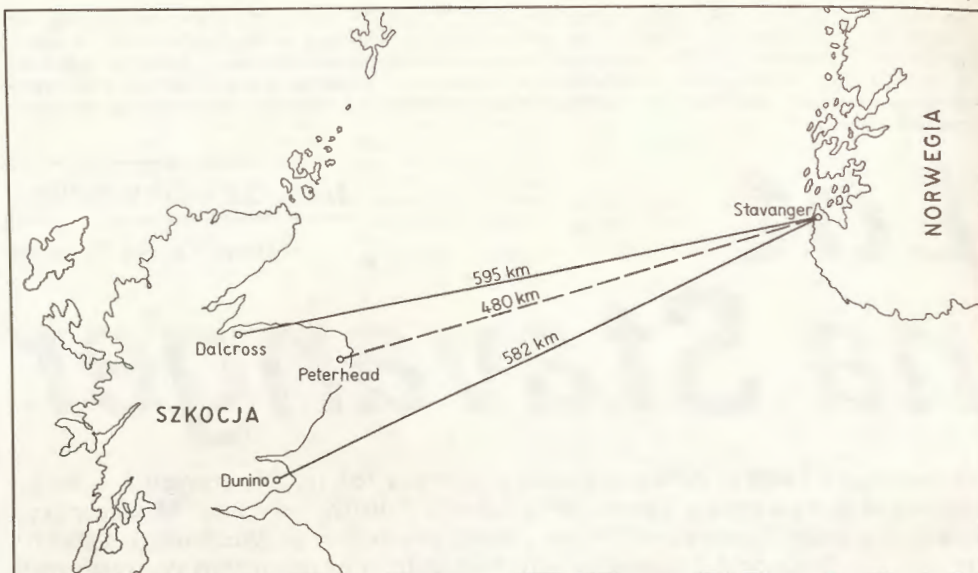 NORWEGIA
Stavanger
595 km
480 km
582 km
Dalcross
Peterhead
SZKOCJA
Dunino